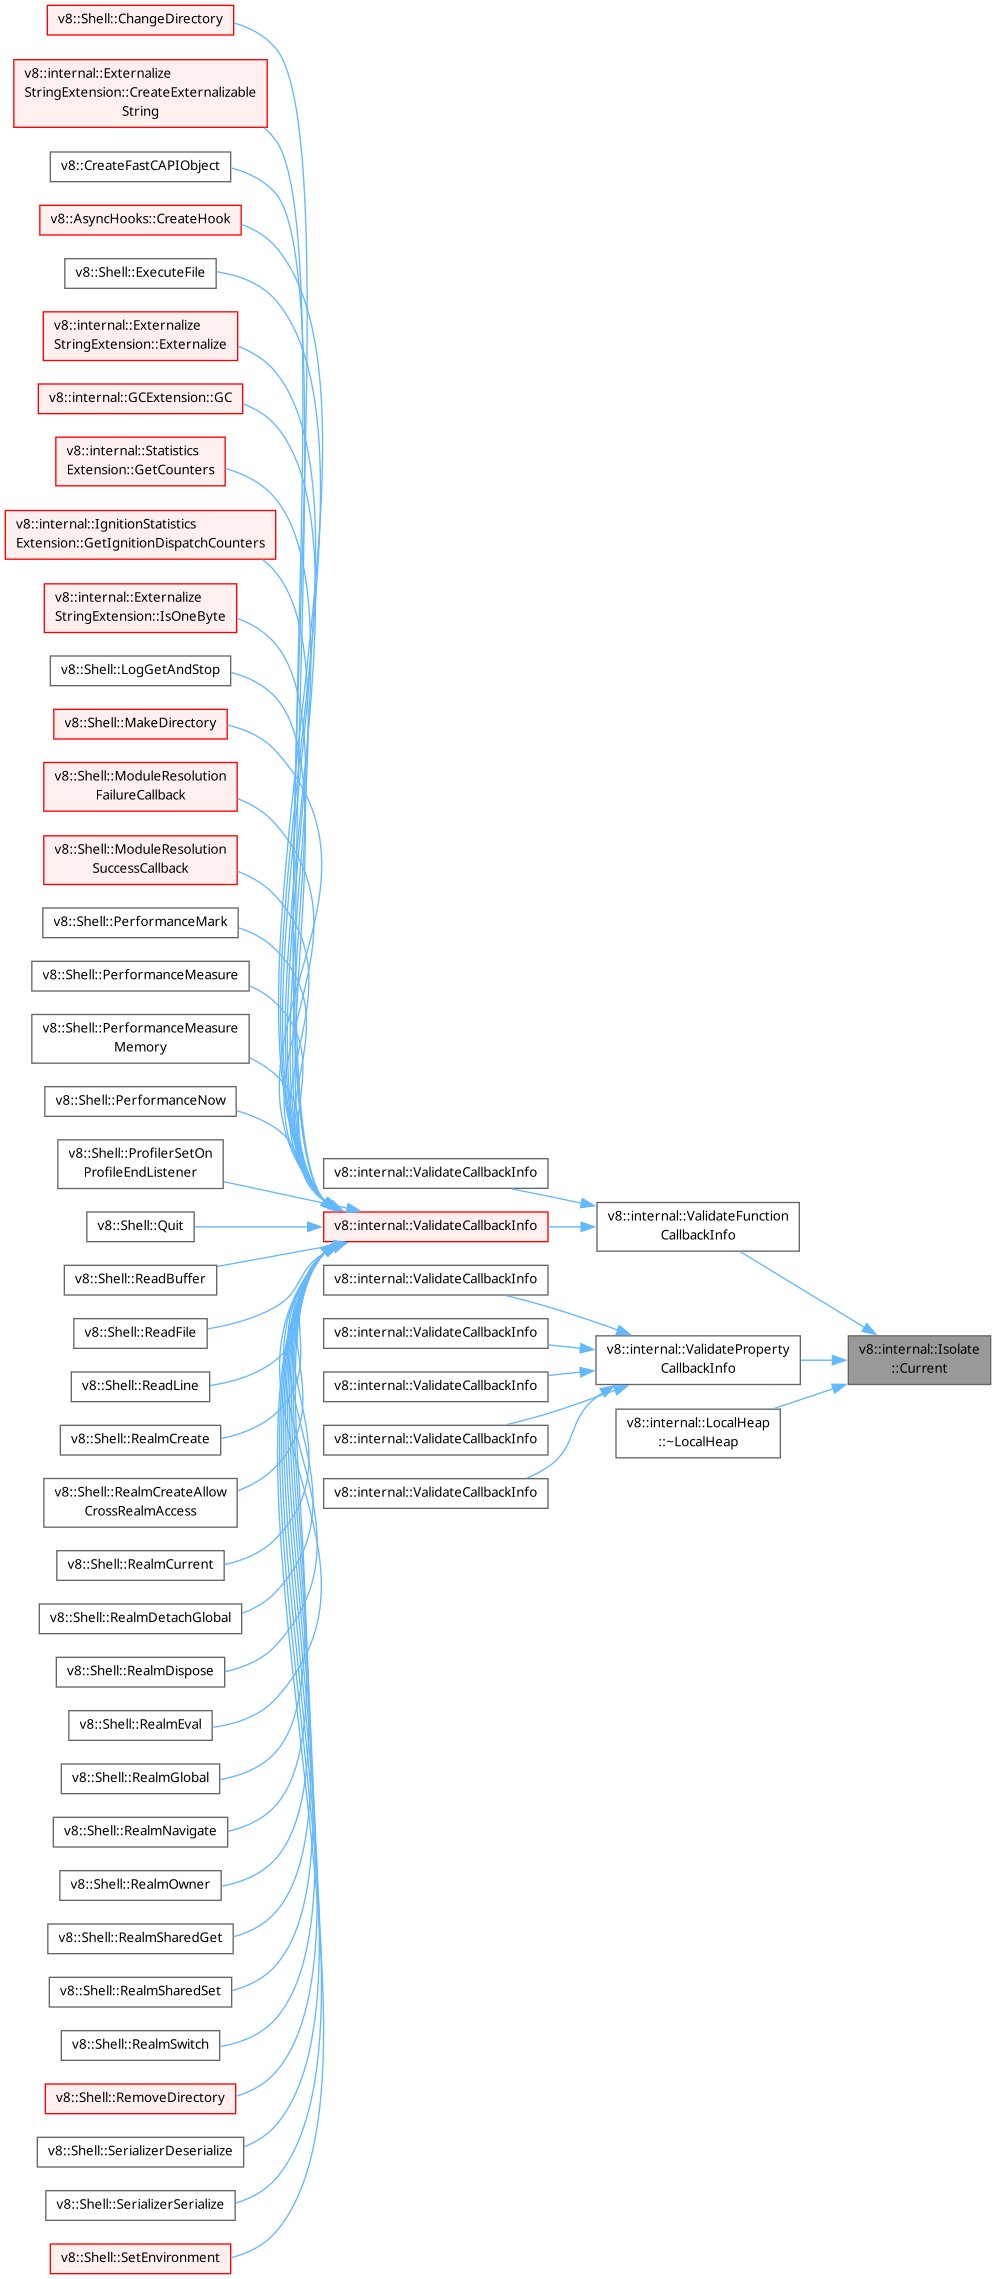 v8::Shell::ChangeDirectory
v8::internal::Externalize
StringExtension::CreateExternalizable
String
v8::CreateFastCAPIObject
v8::AsyncHooks::CreateHook
v8::Shell::ExecuteFile
v8::internal::Externalize
StringExtension::Externalize
v8::internal::GCExtension::GC
v8::internal::Statistics
Extension::GetCounters
v8::internal::IgnitionStatistics
Extension::GetIgnitionDispatchCounters
v8::internal::Externalize
StringExtension::IsOneByte
v8::Shell::LogGetAndStop
v8::Shell::MakeDirectory
v8::Shell::ModuleResolution
FailureCallback
v8::Shell::ModuleResolution
SuccessCallback
v8::Shell::PerformanceMark
v8::Shell::PerformanceMeasure
v8::Shell::PerformanceMeasure
Memory
v8::Shell::PerformanceNow
v8::Shell::ProfilerSetOn
ProfileEndListener
v8::Shell::Quit
v8::Shell::ReadBuffer
v8::Shell::ReadFile
v8::Shell::ReadLine
v8::Shell::RealmCreate
v8::Shell::RealmCreateAllow
CrossRealmAccess
v8::Shell::RealmCurrent
v8::Shell::RealmDetachGlobal
v8::Shell::RealmDispose
v8::Shell::RealmEval
v8::Shell::RealmGlobal
v8::Shell::RealmNavigate
v8::Shell::RealmOwner
v8::Shell::RealmSharedGet
v8::Shell::RealmSharedSet
v8::Shell::RealmSwitch
v8::Shell::RemoveDirectory
v8::Shell::SerializerDeserialize
v8::Shell::SerializerSerialize
v8::Shell::SetEnvironment
v8::internal::ValidateCallbackInfo
v8::internal::ValidateCallbackInfo
v8::internal::ValidateCallbackInfo
v8::internal::ValidateCallbackInfo
v8::internal::ValidateCallbackInfo
v8::internal::ValidateCallbackInfo
v8::internal::ValidateCallbackInfo
v8::internal::ValidateFunction
CallbackInfo
v8::internal::ValidateProperty
CallbackInfo
v8::internal::LocalHeap
::~LocalHeap
v8::internal::Isolate
::Current